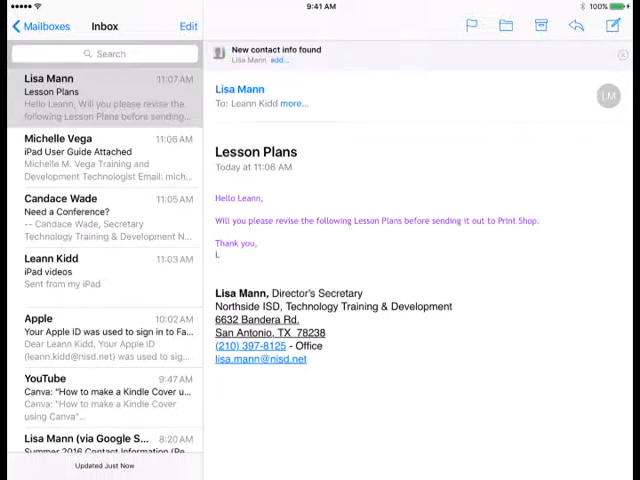 9:41 AM
100%
Mailboxes
Inbox
Edit
Search
Lisa Mann 11:07 AM
Lesson Plans
Hello Leann, Will you please revise the
following Lesson Plans before sending...
Michelle Vega 11:06 AM
iPad User Guide Attached
Michelle M. Vega Training and
Development Technologist Email: mich...
Candace Wade 11:05 AM
Need a Conference?
-- Candace Wade, Secretary
Technology Training & Development N...
Leann Kidd 11:03 AM
iPad videos
Sent from my iPad
Apple 10:02 AM
Your Apple ID was used to sign in to Fa...
Dear Leann Kidd, Your Apple ID
(leann.kidd@nisd.net) was used to sig...
YouTube 9:47 AM
Canva: "How to make a Kindle Cover u...
Canva: "How to make a Kindle Cover
using Canva"...
Lisa Mann (via Google S... 8:20 AM
Summer 2016 Contact Information (Re
Updated Just Now
New contact info found
Lisa Mann add...
Lisa Mann
To: Leann Kidd more...
LM
Lesson Plans
Today at 11:06 AM
Hello Leann,
Will you please revise the following Lesson Plans before sending it out to Print Shop.
Thank you,
L
Lisa Mann, Director's Secretary
Northside ISD, Technology Training & Development
6632 Bandera Rd.
San Antonio, TX 78238
(210) 397-8125 - Office
lisa.mann@nisd.net